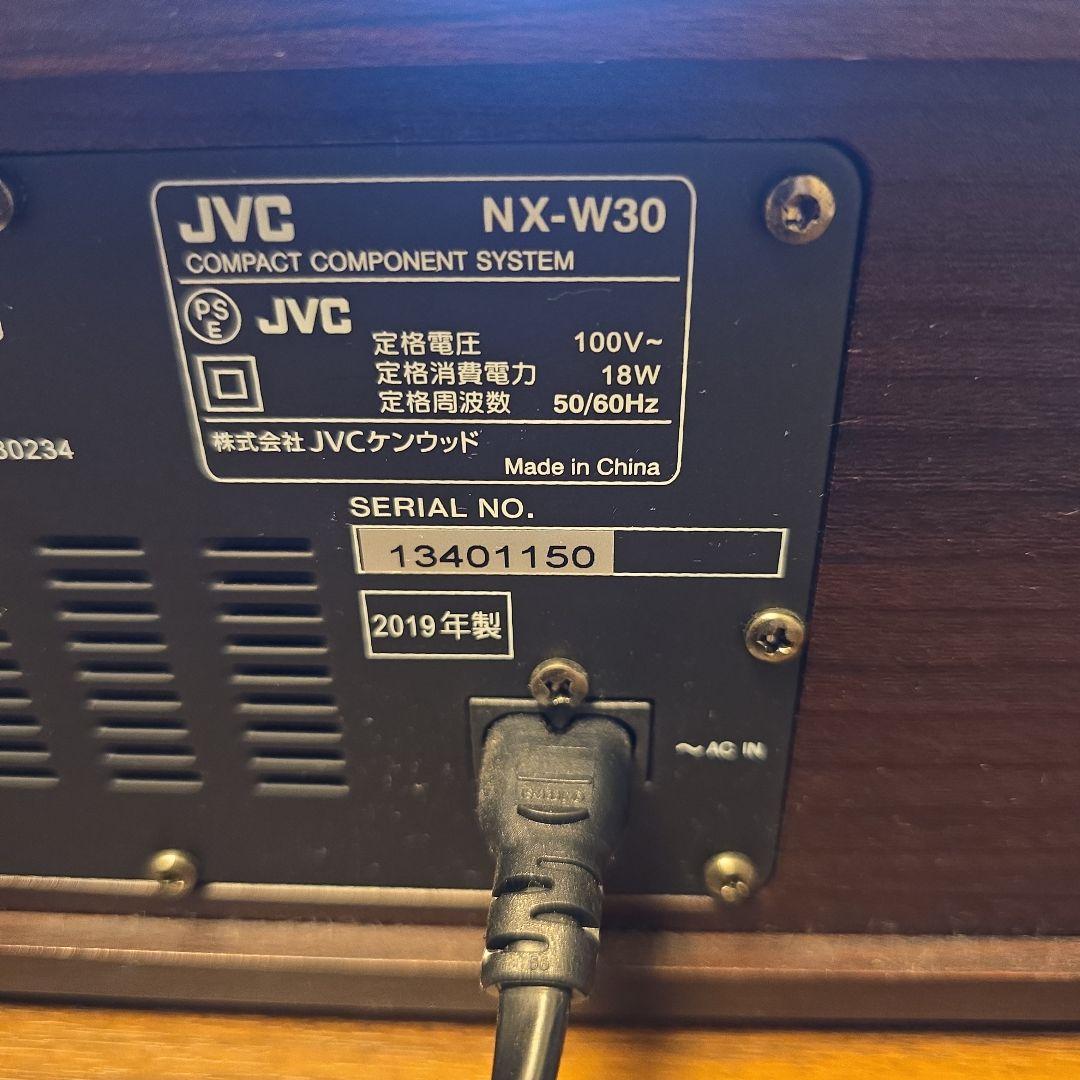 JVC NX-W30
COMPACT COMPONENT SYSTEM
PS
E
JVC
定格電圧 100V~
定格消費電力 18W
定格周波数 50/60Hz
株式会社JVCケンウッド
Made in China
30234
SERIAL NO.
13401150
2019年製
~AC IN